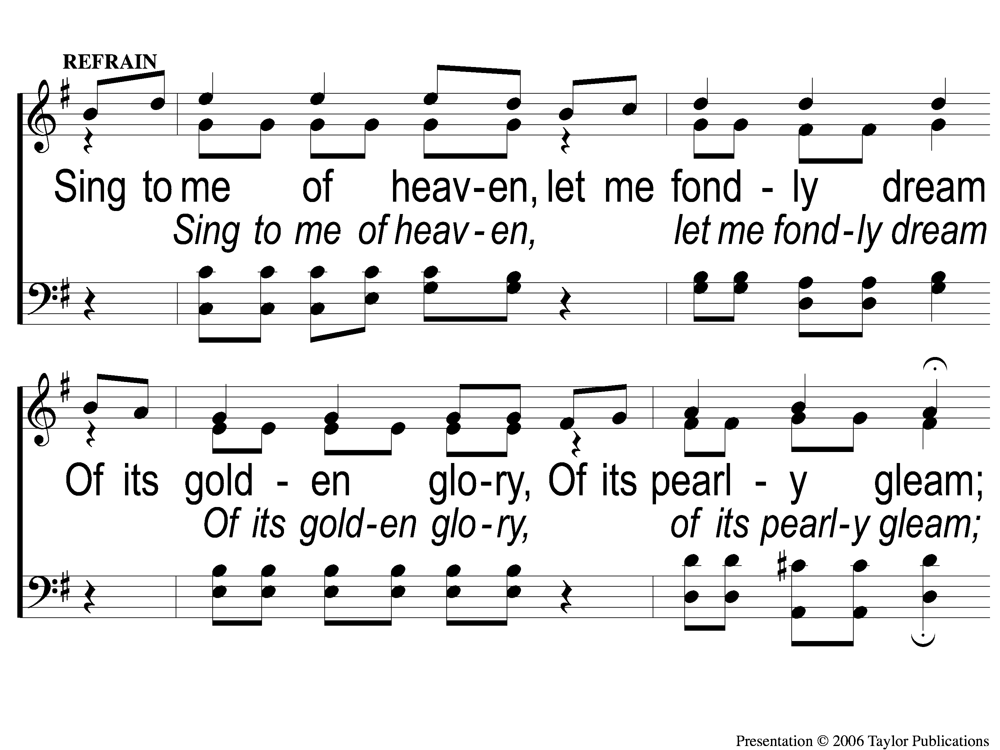 REFRAIN
Sing to me of heav-en, let me fond - ly dream
Sing to me of heav-en, let me fond-ly dream
Of its gold - en glo-ry, Of its pearl - y gleam;
Of its gold-en glo-ry, of its pearl-y gleam;
Presentation © 2006 Taylor Publications